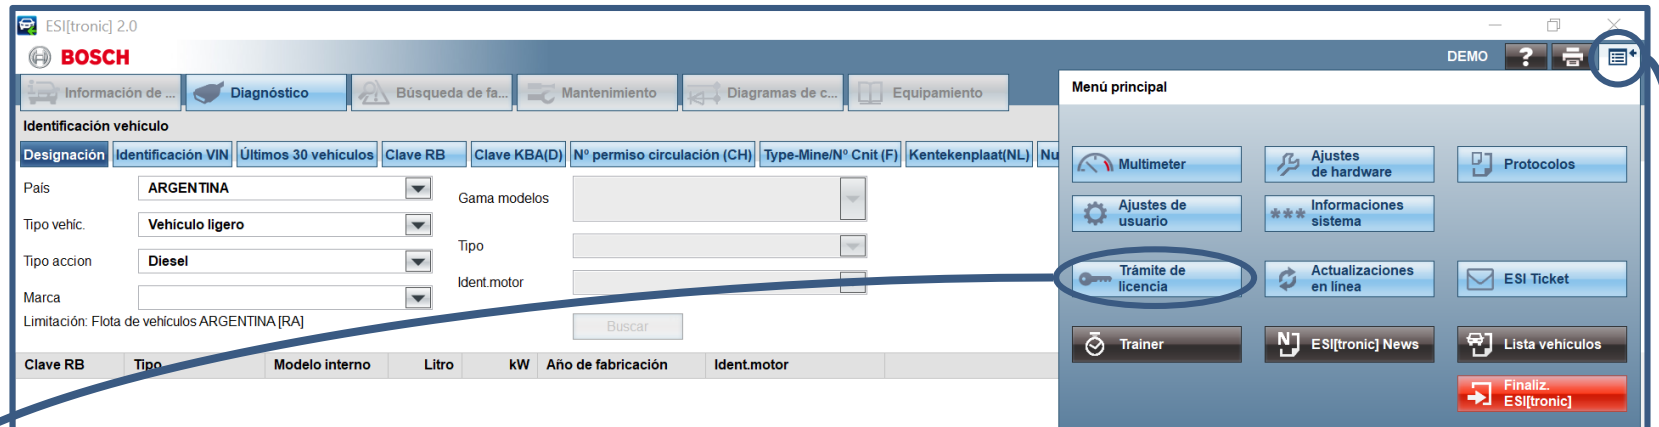 ESI[tronic] 2.0
BOSCH
DEMO ?
Información de ... Diagnóstico Búsqueda de fa... Mantenimiento Diagramas de c... Equipamiento
Menú principal
Identificación vehículo
Designación Identificación VIN Últimos 30 vehículos Clave RB Clave KBA(D) Nº permiso circulación (CH) Type-Mine/Nº Cnit (F) Kentekenplaat(NL) Nu
País ARGENTINA
Gama modelos
Tipo vehíc. Vehículo ligero
Tipo
Tipo accion Diesel
Ident.motor
Marca
Limitación: Flota de vehículos ARGENTINA [RA]
Buscar
Clave RB Tipo Modelo interno Litro kW Año de fabricación Ident.motor
Multimeter
Ajustes
de hardware
Protocolos
Ajustes de
usuario
***
Informaciones
sistema
Trámite de
licencia
Actualizaciones
en línea
ESI Ticket
Trainer
N
ESI[tronic] News
Lista vehículos
Finaliz.
ESI[tronic]